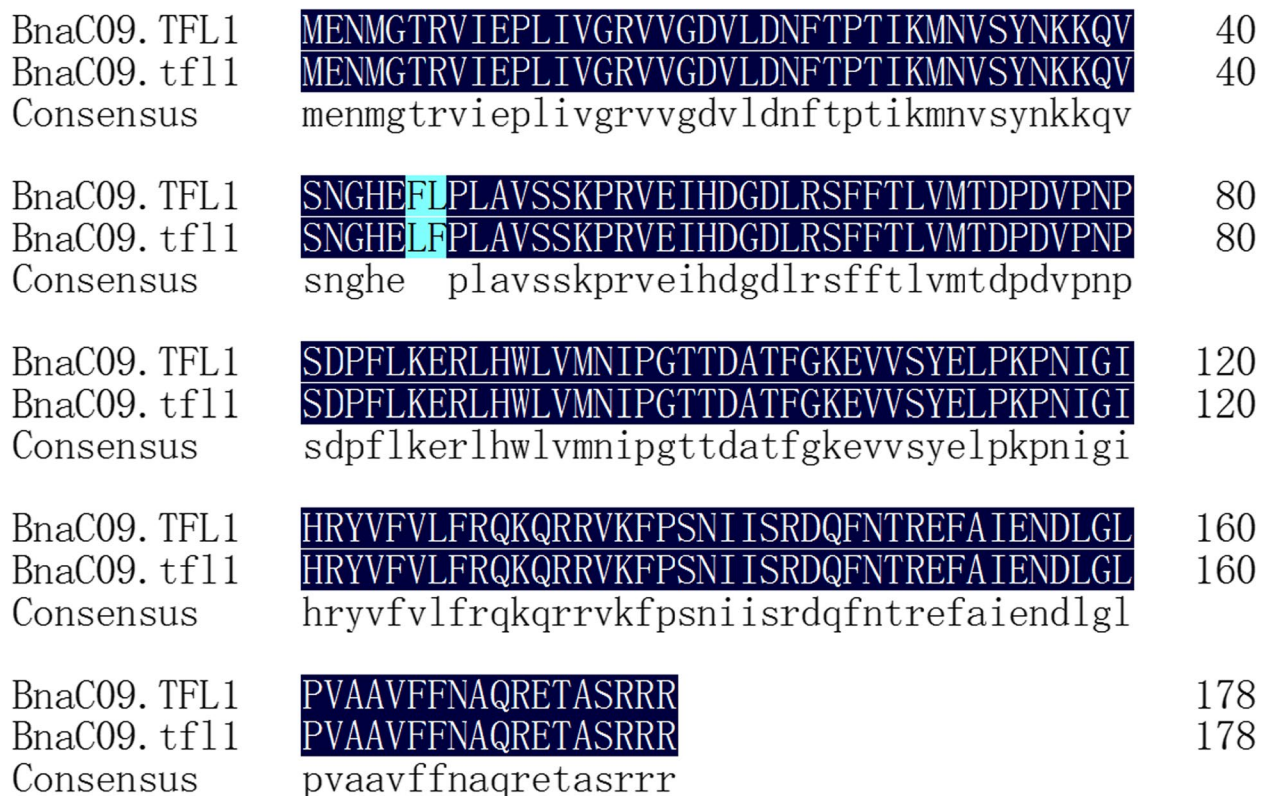 BnaC09.TFL1 MENMGTRVIEPLIVGRVVGDVLDNFTPTIKMNVSYNKKQV 40
BnaC09.tfl1 MENMGTRVIEPLIVGRVVGDVLDNFTPTIKMNVSYNKKQV 40
Consensus menmgtrvieplivgrvvgdvldnftptikmnvsynkkqv
BnaC09.TFL1 SNGHEFLPLAVSSKPRVEIHDGDLRSFFTLVMTDPDVPNP 80
BnaC09.tfl1 SNGHELFPLAVSSKPRVEIHDGDLRSFFTLVMTDPDVPNP 80
Consensus snghe plavsskprveihdgdlrsfftlvmtdpdvpnp
BnaC09.TFL1 SDPFLKERLHWLVMNIPGTTDATFGKEVVSYELPKPNIGI 120
BnaC09.tfl1 SDPFLKERLHWLVMNIPGTTDATFGKEVVSYELPKPNIGI 120
Consensus sdpflkerlhwlvmnipgttdatfgkevvsyelpkpnigi
BnaC09.TFL1 HRYVFVLFRQKQRRVKFPSNIISRDQFNTREFAIENDLGL 160
BnaC09.tfl1 HRYVFVLFRQKQRRVKFPSNIISRDQFNTREFAIENDLGL 160
Consensus hryvfvlfrqkqrrvkfpsniisrdqfntrefaiendlgl
BnaC09.TFL1 PVAAVFFNAQRETASRRR 178
BnaC09.tfl1 PVAAVFFNAQRETASRRR 178
Consensus pvaavffnaqretasrrr